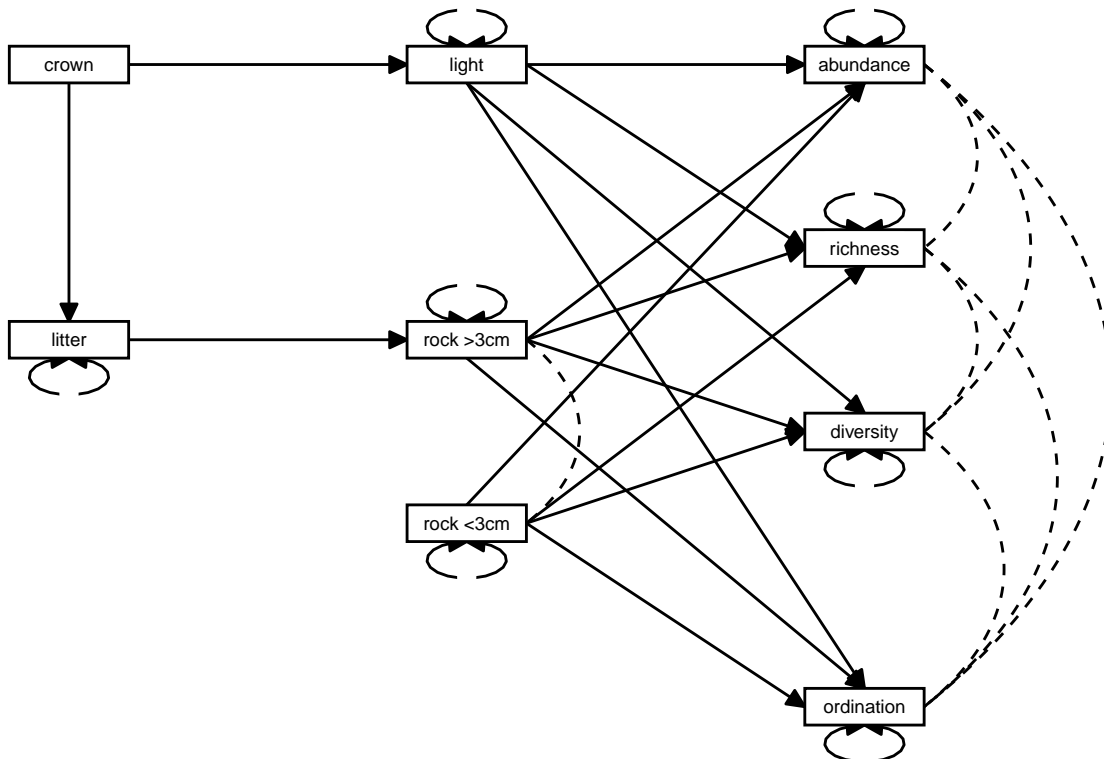 crown
light
abundance
richness
litter
rock >3cm
diversity
rock <3cm
ordination